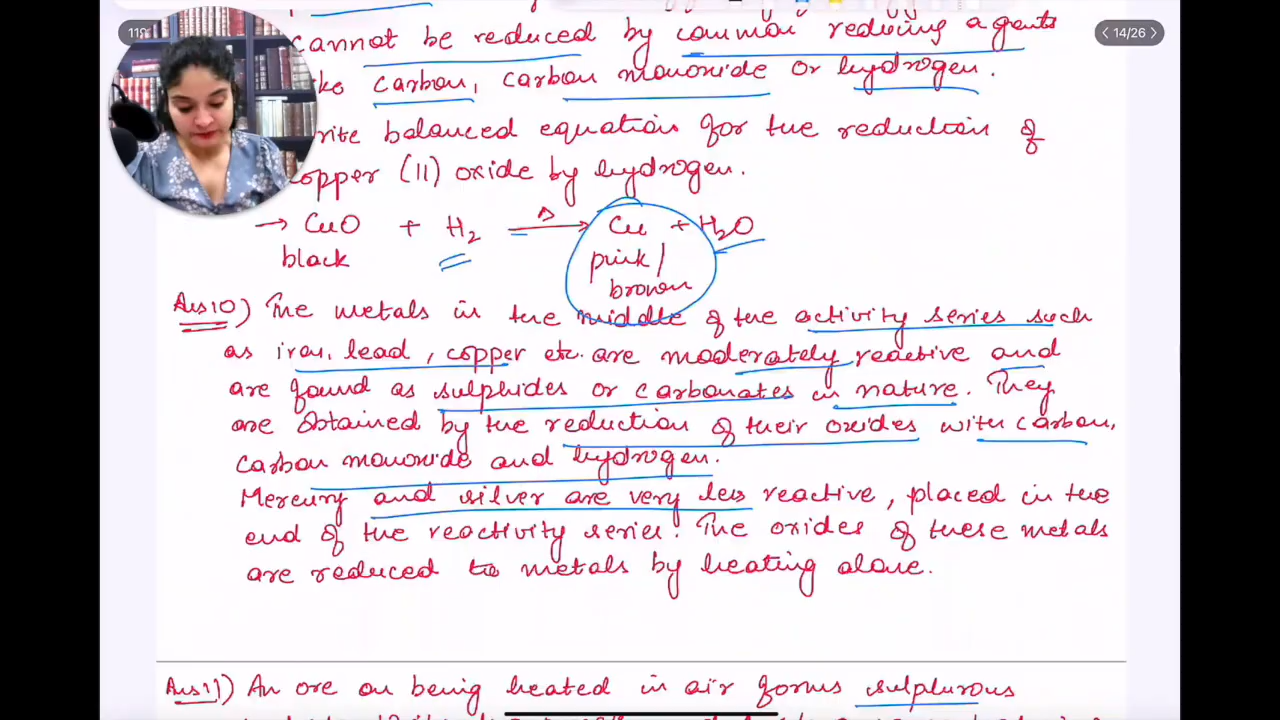 14/26
cannot be reduced by common reducing agents
carbon, carbon monoxide or hydrogen.
balanced equation for the reduction of
copper (II) oxide by hydrogen.
→ CuO + H₂ —Δ→ Cu + H₂O
black pink/
brown
Ans 10) The metals in the middle of the activity series such
as iron, lead, copper etc. are moderately reactive and
are found as sulphides or carbonates in nature. They
are obtained by the reduction of their oxides with carbon,
carbon monoxide and hydrogen.
Mercury and silver are very less reactive, placed in the
end of the reactivity series. The oxides of these metals
are reduced to metals by heating alone.
Ans 11) An ore on being heated in air forms sulphurous